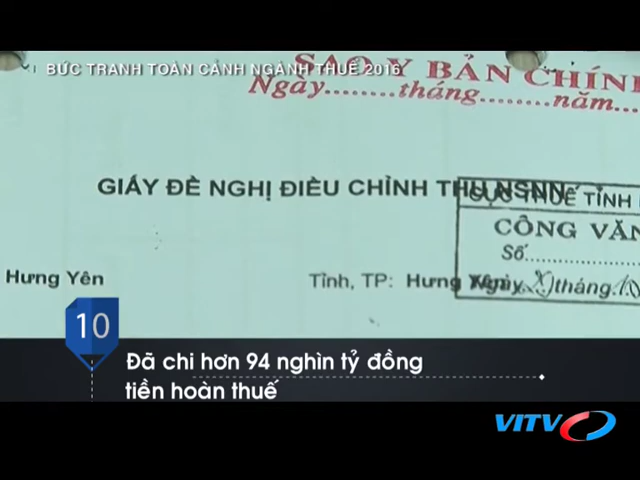 BỨC TRANH TOÀN CẢNH NGÀNH THUẾ 2016
SAO Y BẢN CHÍNH
Ngày........tháng........năm....
GIẤY ĐỀ NGHỊ ĐIỀU CHỈNH THU NSNN
CỤC THUẾ TỈNH
CÔNG VĂN
Số
Hưng Yên
Tỉnh, TP: Hưng Yên
Ngày tháng
10
Đã chi hơn 94 nghìn tỷ đồng
tiền hoàn thuế
VITV